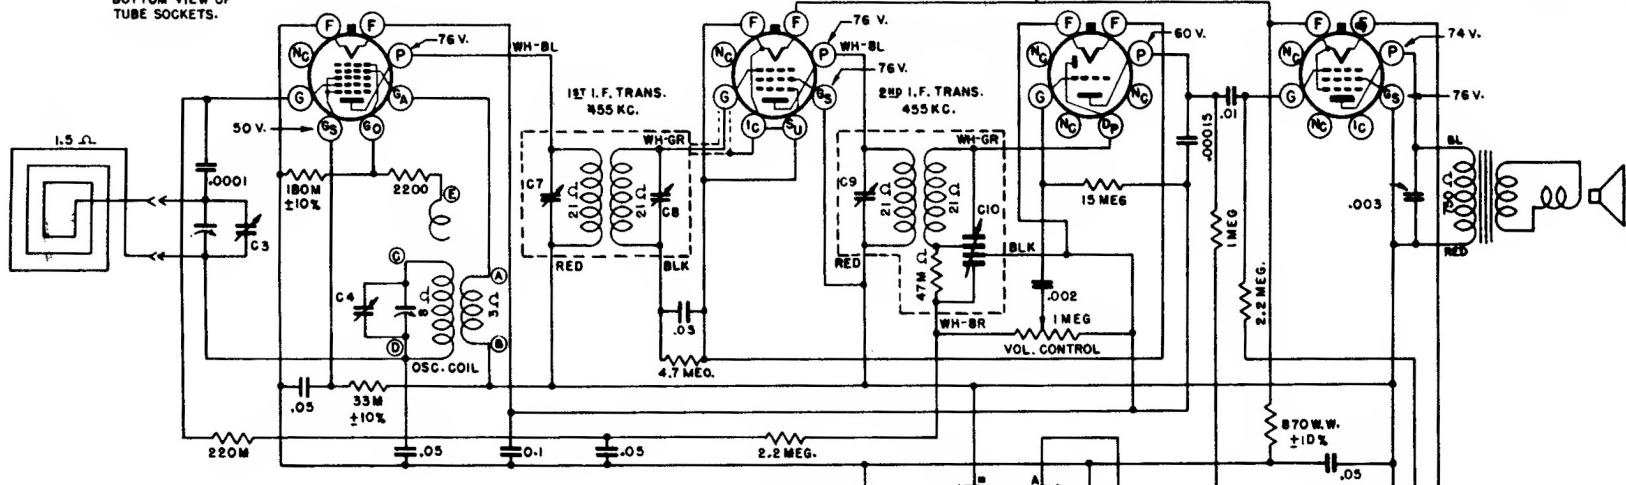 BOTTOM VIEW OF
TUBE SOCKETS.
F F
NC P
G GA
GS GO
76 V.
50 V.
WH-BL
1ST I.F. TRANS.
455 KC.
F F
NC P
G GS
IC SU
76 V.
WH-BL
76 V.
2ND I.F. TRANS.
455 KC.
F F
NC P
G NC
NC DP
60 V.
.01
.00015
F F
NC P
G GS
NC IC
74 V.
76 V.
1.5 Ω
.0001
C3
180M
±10%
2200
E
C
A
C4
8 Ω
3 Ω
D
B
OSC. COIL
WH-GR
C7
21 Ω
21 Ω
C8
RED
BLK
.05
4.7 MEG.
WH-GR
C9
21 Ω
21 Ω
C10
RED
BLK
47M Ω
WH-BR
15 MEG
.002
1 MEG
VOL. CONTROL
1 MEG
2.2 MEG.
BL
.003
750 Ω
RED
.05
33M
±10%
220M
.05
0.1
.05
2.2 MEG.
A
870 W.W.
±10%
.05